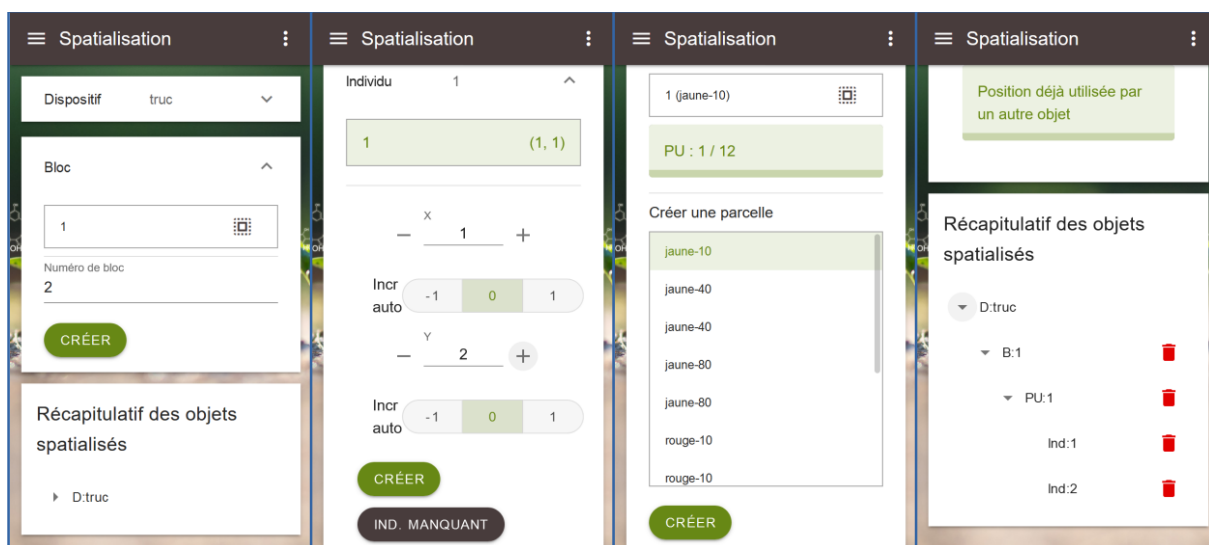 Spatialisation
Dispositif truc
Bloc
1
Numéro de bloc
2
CRÉER
Récapitulatif des objets
spatialisés
D:truc
Spatialisation
Individu 1
1 (1, 1)
X
1
Incr
auto
-1 0 1
Y
2
Incr
auto
-1 0 1
CRÉER
IND. MANQUANT
Spatialisation
1 (jaune-10)
PU : 1 / 12
Créer une parcelle
jaune-10
jaune-40
jaune-40
jaune-80
jaune-80
rouge-10
rouge-10
CRÉER
Spatialisation
Position déjà utilisée par
un autre objet
Récapitulatif des objets
spatialisés
D:truc
B:1
PU:1
Ind:1
Ind:2